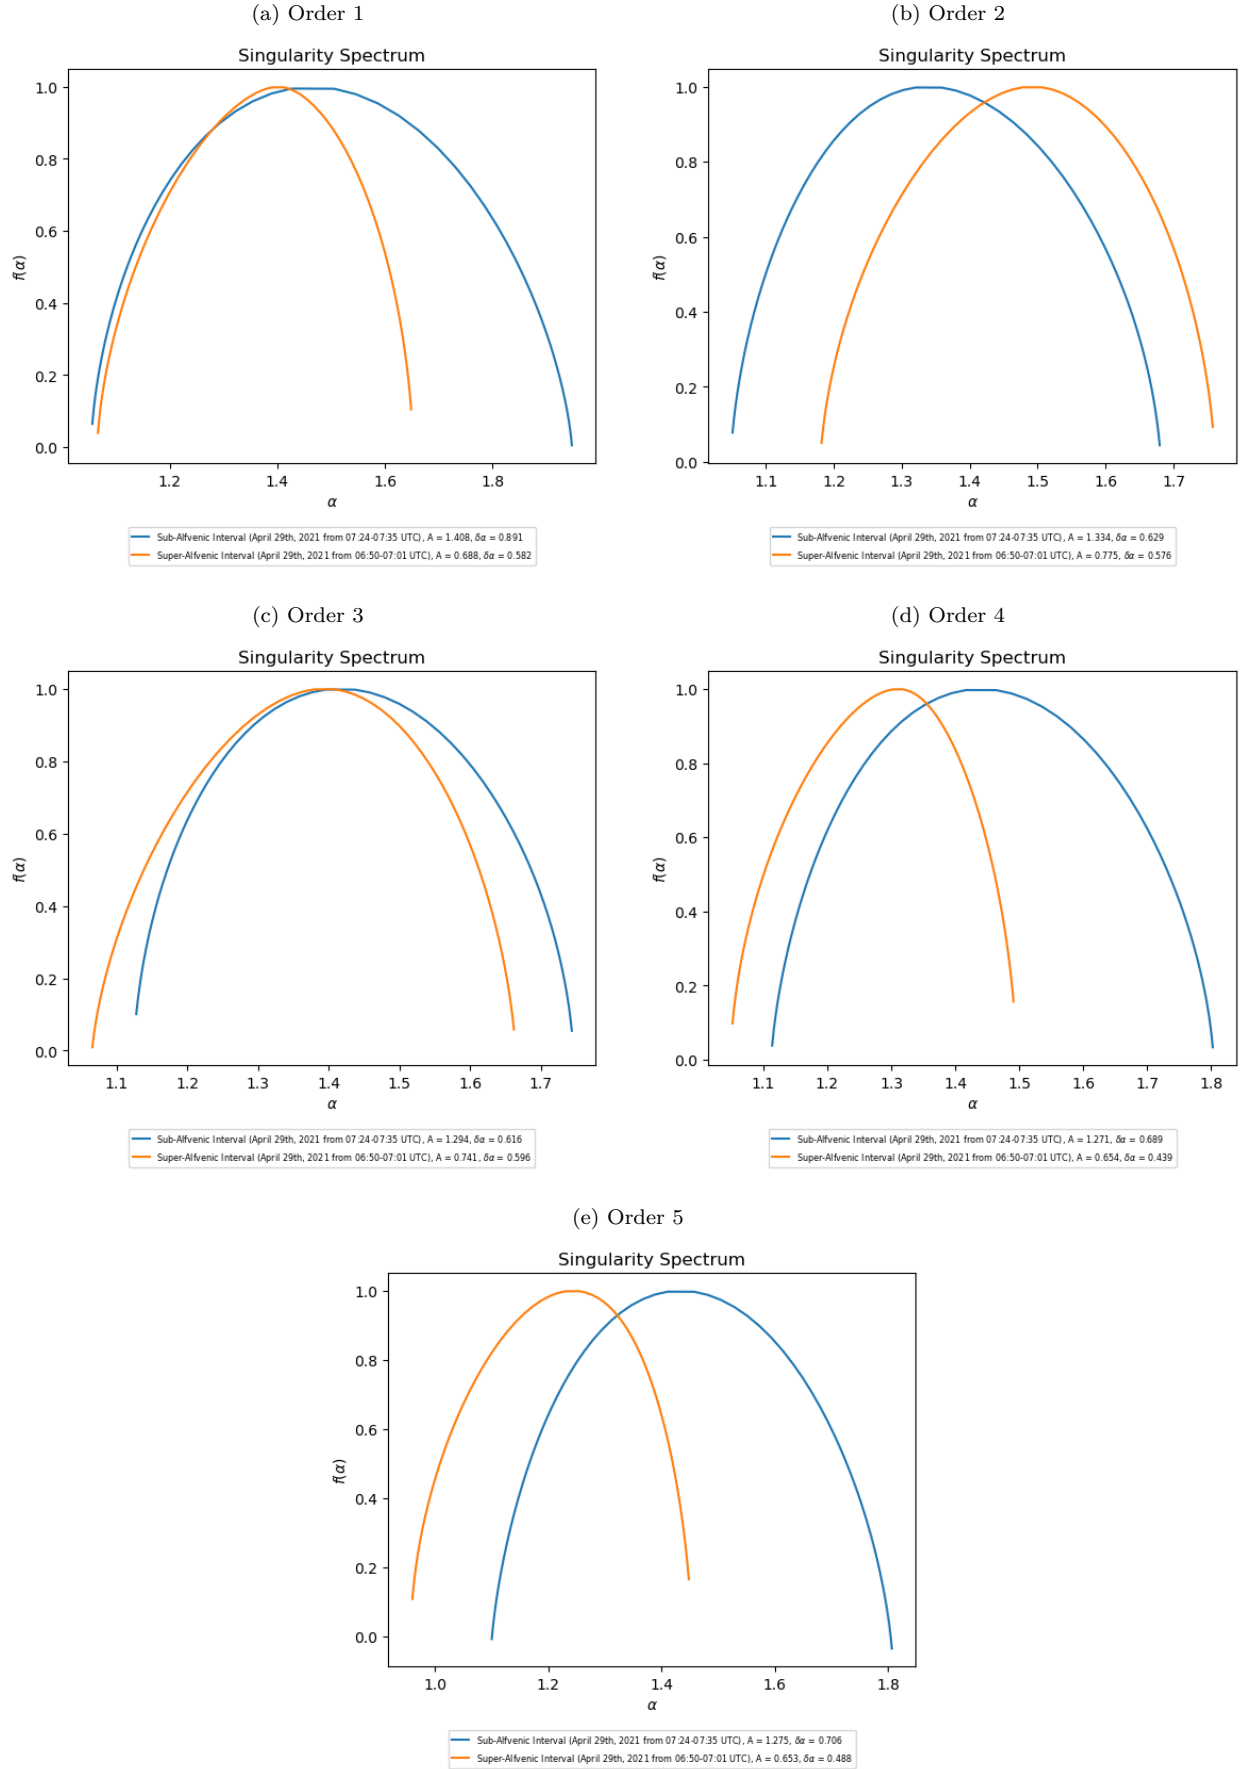 (a) Order 1
Singularity Spectrum
1.0
0.8
0.6
0.4
0.2
0.0
f(α)
1.2 1.4 1.6 1.8
α
Sub-Alfvenic Interval (April 29th, 2021 from 07:24-07:35 UTC), A = 1.408, δα = 0.891
Super-Alfvenic Interval (April 29th, 2021 from 06:50-07:01 UTC), A = 0.688, δα = 0.582
(b) Order 2
Singularity Spectrum
1.0
0.8
0.6
0.4
0.2
0.0
f(α)
1.1 1.2 1.3 1.4 1.5 1.6 1.7
α
Sub-Alfvenic Interval (April 29th, 2021 from 07:24-07:35 UTC), A = 1.334, δα = 0.629
Super-Alfvenic Interval (April 29th, 2021 from 06:50-07:01 UTC), A = 0.775, δα = 0.576
(c) Order 3
Singularity Spectrum
1.0
0.8
0.6
0.4
0.2
0.0
f(α)
1.1 1.2 1.3 1.4 1.5 1.6 1.7
α
Sub-Alfvenic Interval (April 29th, 2021 from 07:24-07:35 UTC), A = 1.294, δα = 0.616
Super-Alfvenic Interval (April 29th, 2021 from 06:50-07:01 UTC), A = 0.741, δα = 0.596
(d) Order 4
Singularity Spectrum
1.0
0.8
0.6
0.4
0.2
0.0
f(α)
1.1 1.2 1.3 1.4 1.5 1.6 1.7 1.8
α
Sub-Alfvenic Interval (April 29th, 2021 from 07:24-07:35 UTC), A = 1.271, δα = 0.689
Super-Alfvenic Interval (April 29th, 2021 from 06:50-07:01 UTC), A = 0.654, δα = 0.439
(e) Order 5
Singularity Spectrum
1.0
0.8
0.6
0.4
0.2
0.0
f(α)
1.0 1.2 1.4 1.6 1.8
α
Sub-Alfvenic Interval (April 29th, 2021 from 07:24-07:35 UTC), A = 1.275, δα = 0.706
Super-Alfvenic Interval (April 29th, 2021 from 06:50-07:01 UTC), A = 0.653, δα = 0.488